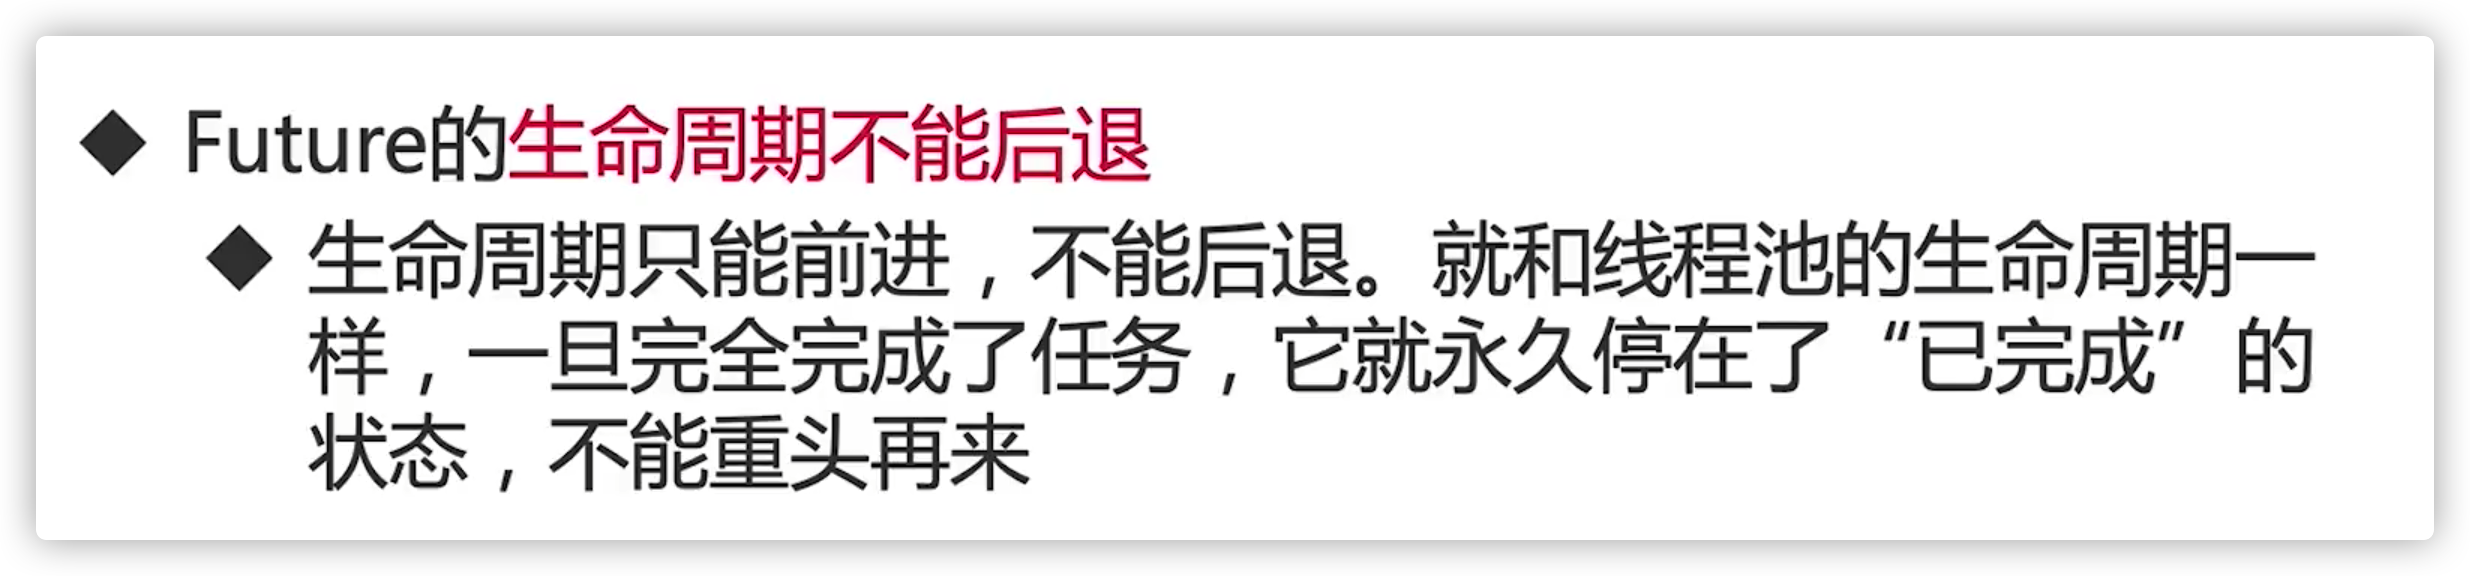 ◆ Future的生命周期不能后退
◆ 生命周期只能前进，不能后退。就和线程池的生命周期一
样，一旦完全完成了任务，它就永久停在了“已完成”的
状态，不能重头再来